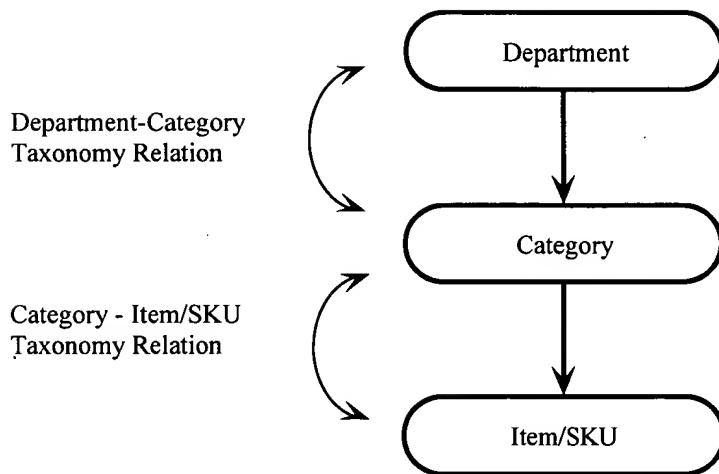 Department
Department-Category
Taxonomy Relation
Category
Category - Item/SKU
Taxonomy Relation
Item/SKU